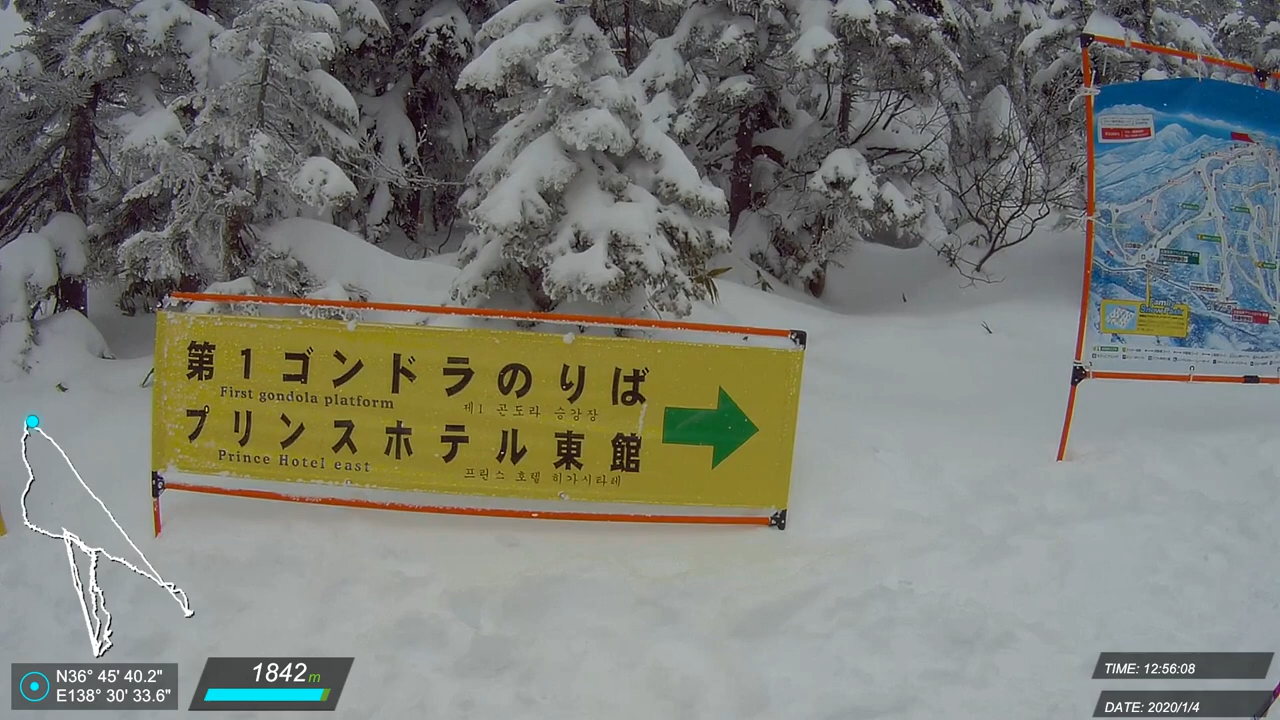 第1ゴンドラのりば
First gondola platform
제1 곤도라 승강장
プリンスホテル東館
Prince Hotel east
프린스 호텔 히가시타테
N36° 45' 40.2"
E138° 30' 33.6"
1842m
TIME: 12:56:08
DATE: 2020/1/4